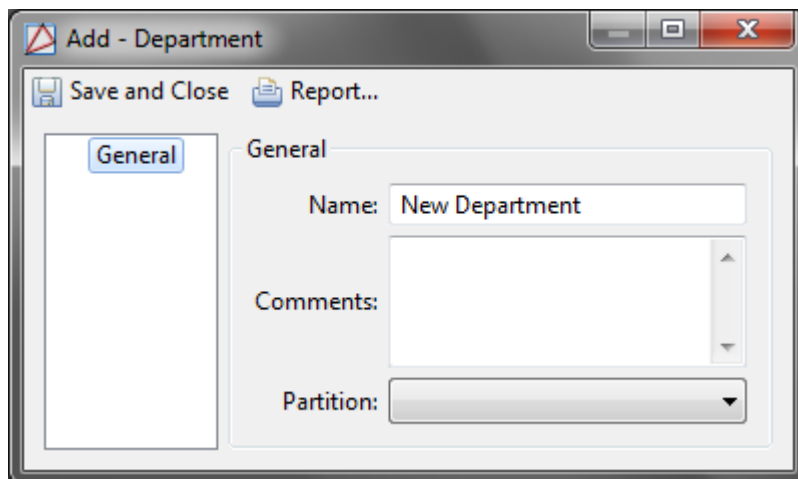 Add - Department
Save and Close Report...
General
General
Name: New Department
Comments:
Partition: